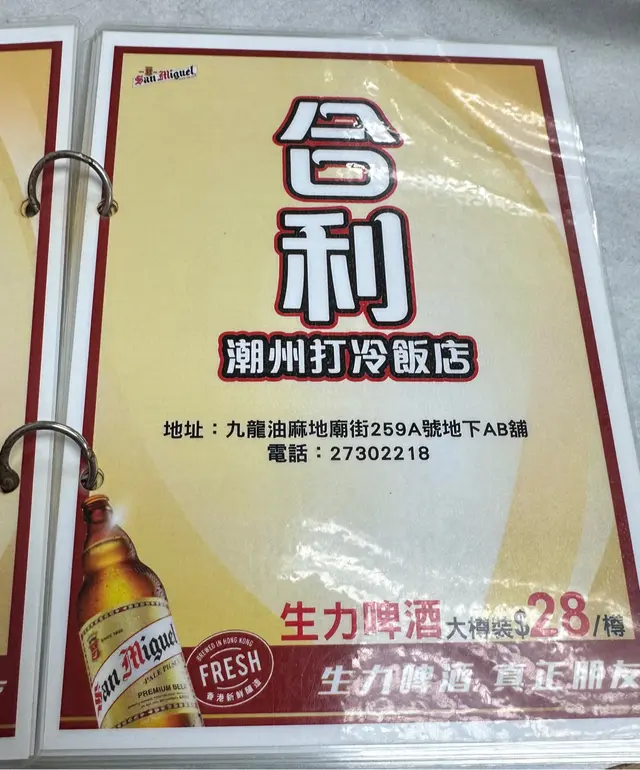 San Miguel
合
利
潮州打冷飯店
地址：九龍油麻地廟街259A號地下AB舖
電話：27302218
生力啤酒 大樽裝$28/樽
生力啤酒 真正朋友
San Miguel
PALE PILSEN
PREMIUM BEER
BREWED IN HONG KONG
FRESH
香港新鮮釀造
友